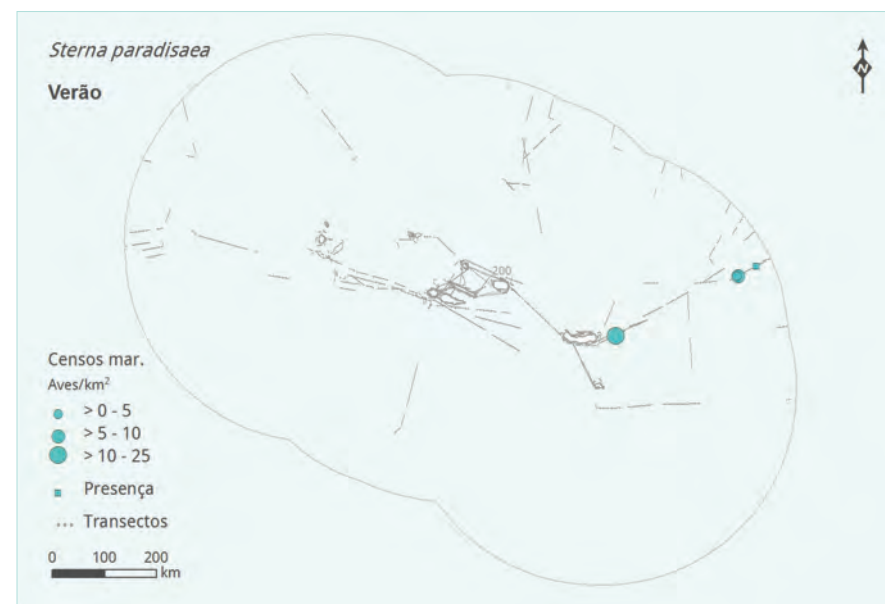 Sterna paradisaea
N
Verão
200
Censos mar.
Aves/km²
> 0 - 5
> 5 - 10
> 10 - 25
Presença
... Transectos
0 100 200
km